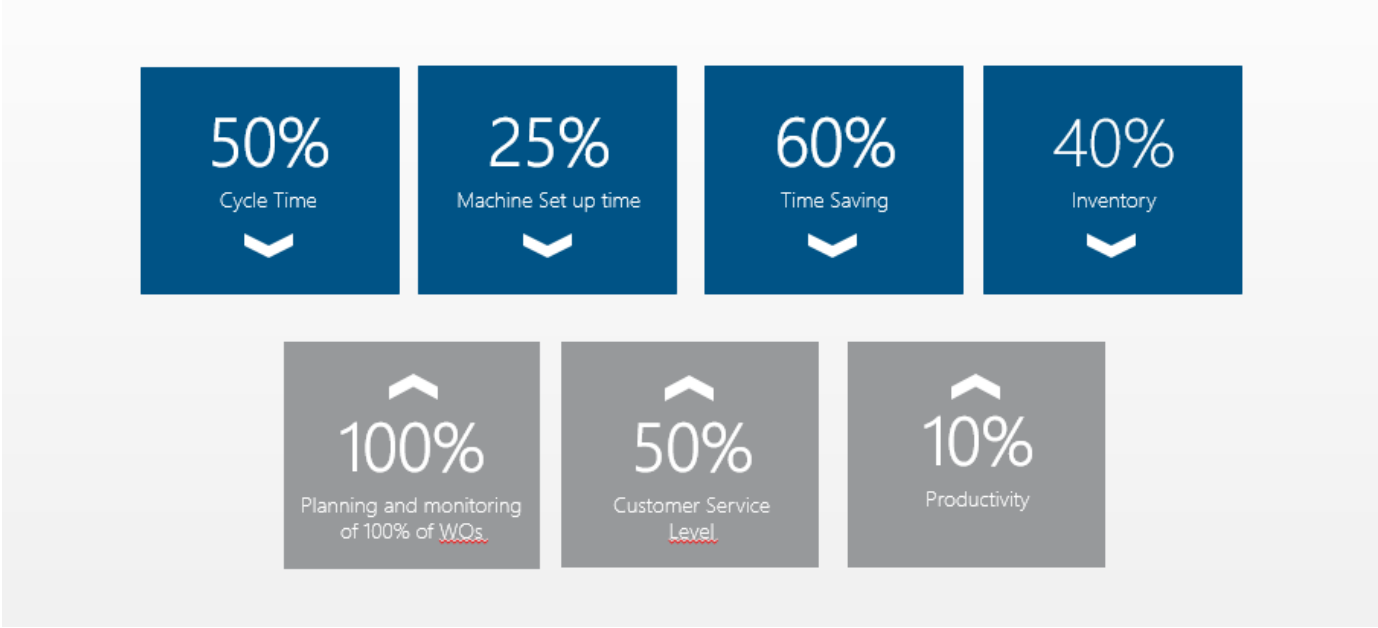 50%
Cycle Time
25%
Machine Set up time
60%
Time Saving
40%
Inventory
100%
Planning and monitoring
of 100% of WOs
50%
Customer Service
Level
10%
Productivity